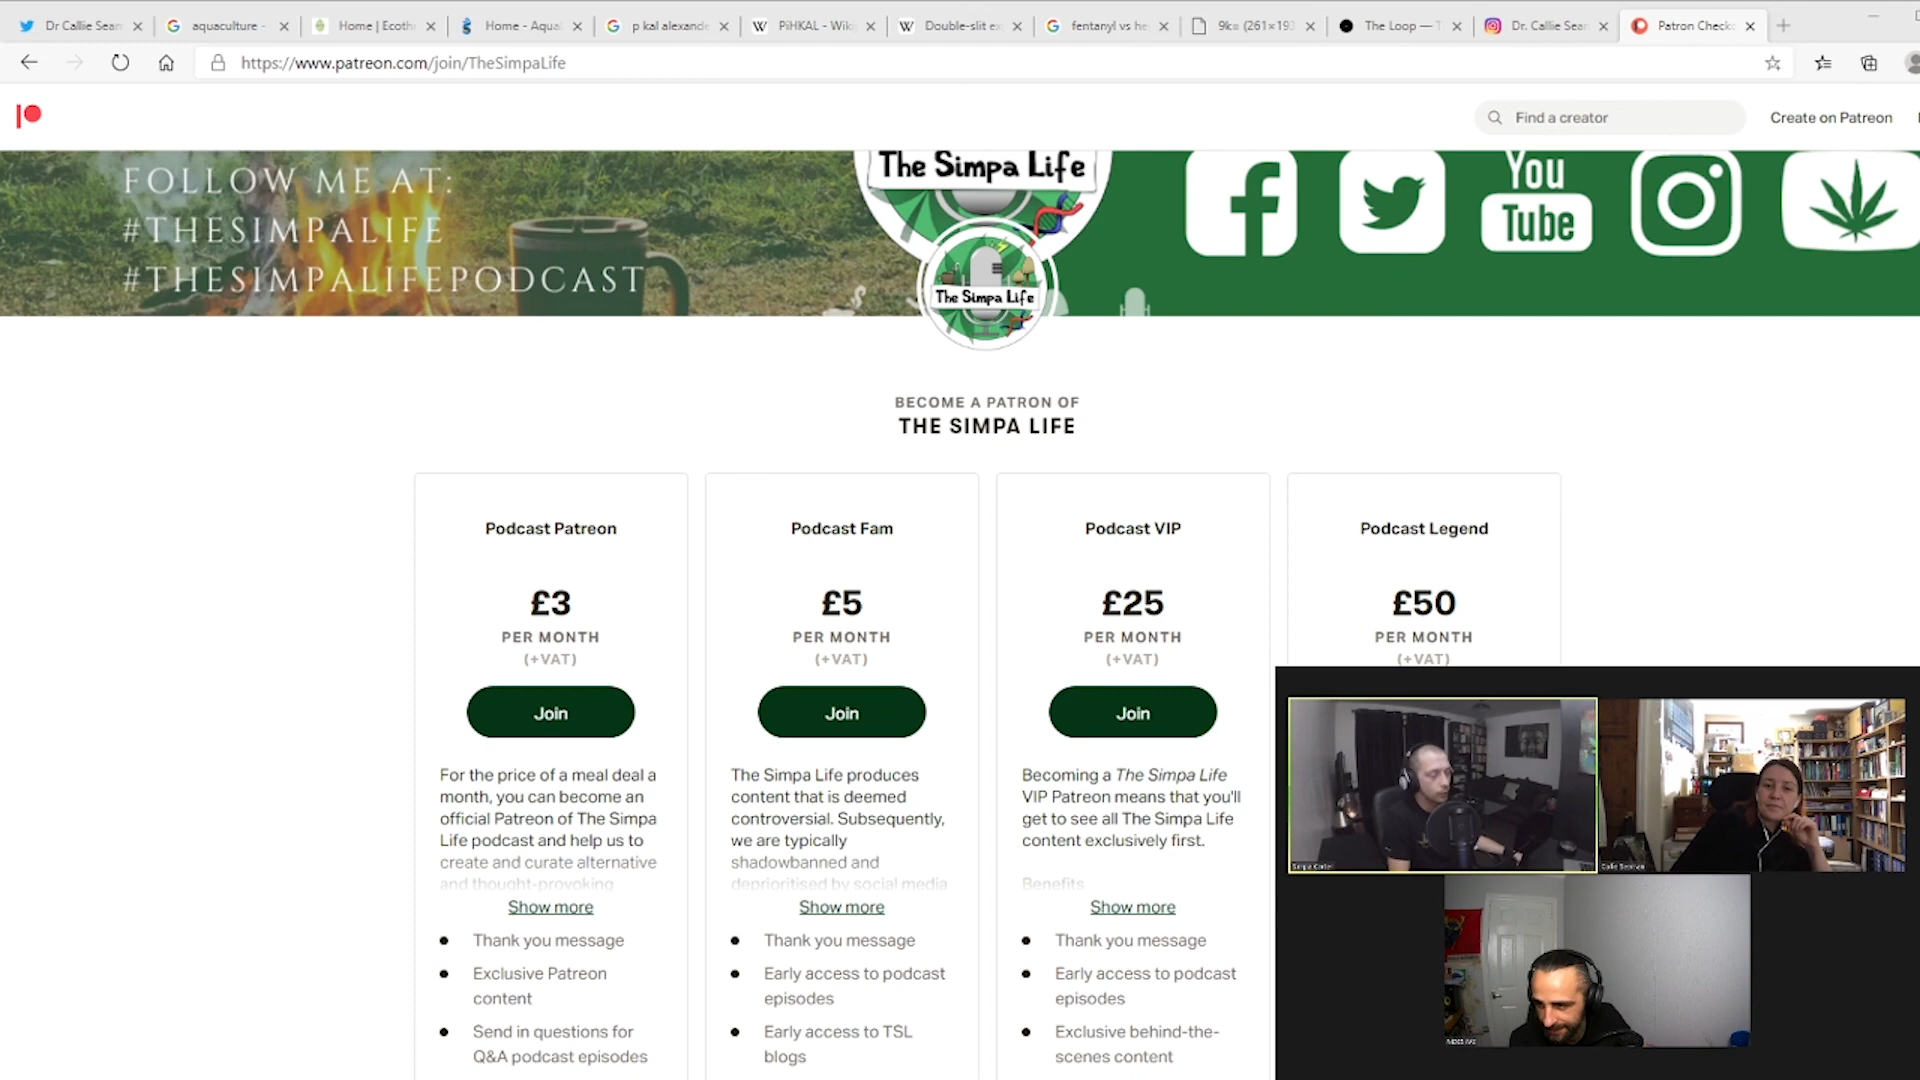 Dr Callie Sean
aquaculture -
Home | Ecoth
Home - Aqua
p kal alexande
PiHKAL - Wiki
Double-slit ex
fentanyl vs he
9k= (261×193
The Loop — T
Dr. Callie Sean
Patron Checkc
https://www.patreon.com/join/TheSimpaLife
Find a creator
Create on Patreon
FOLLOW ME AT:
#THESIMPALIFE
#THESIMPALIFEPODCAST
The Simpa Life
The Simpa Life
You
Tube
BECOME A PATRON OF
THE SIMPA LIFE
Podcast Patreon
£3
PER MONTH
(+VAT)
Join
For the price of a meal deal a
month, you can become an
official Patreon of The Simpa
Life podcast and help us to
create and curate alternative
and thought-provoking
Show more
Thank you message
Exclusive Patreon
content
Send in questions for
Q&A podcast episodes
Podcast Fam
£5
PER MONTH
(+VAT)
Join
The Simpa Life produces
content that is deemed
controversial. Subsequently,
we are typically
shadowbanned and
deprioritised by social media
Show more
Thank you message
Early access to podcast
episodes
Early access to TSL
blogs
Podcast VIP
£25
PER MONTH
(+VAT)
Join
Becoming a The Simpa Life
VIP Patreon means that you'll
get to see all The Simpa Life
content exclusively first.
Benefits
Show more
Thank you message
Early access to podcast
episodes
Exclusive behind-the-
scenes content
Podcast Legend
£50
PER MONTH
(+VAT)